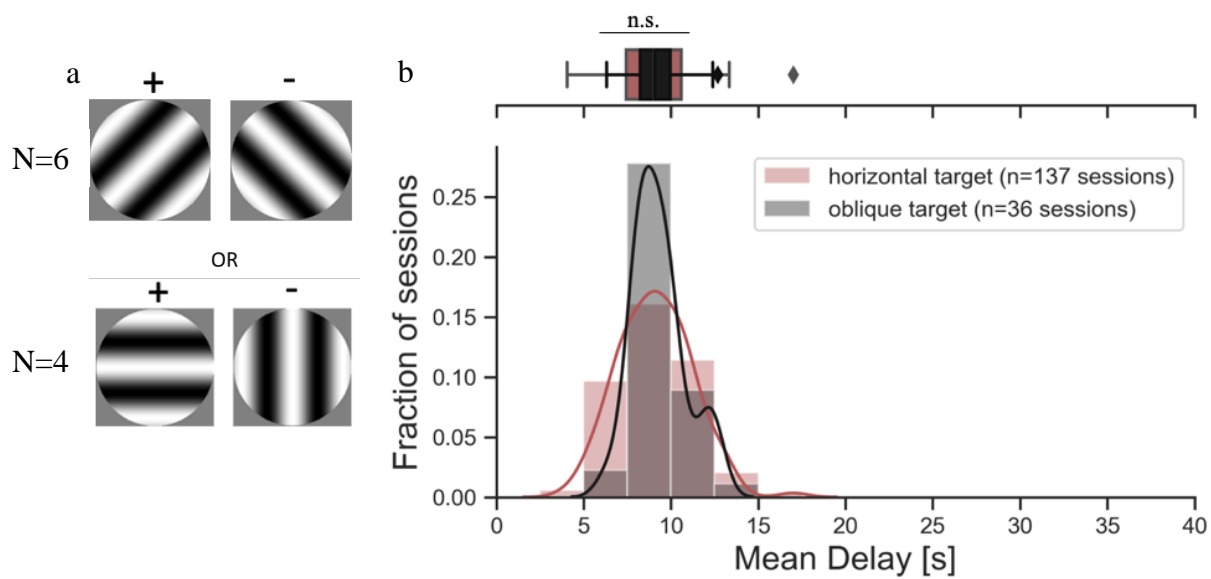 n.s.
a
b
+ -
N=6
OR
+ -
N=4
Fraction of sessions
0.25
0.20
0.15
0.10
0.05
0.00
horizontal target (n=137 sessions)
oblique target (n=36 sessions)
0 5 10 15 20 25 30 35 40
Mean Delay [s]